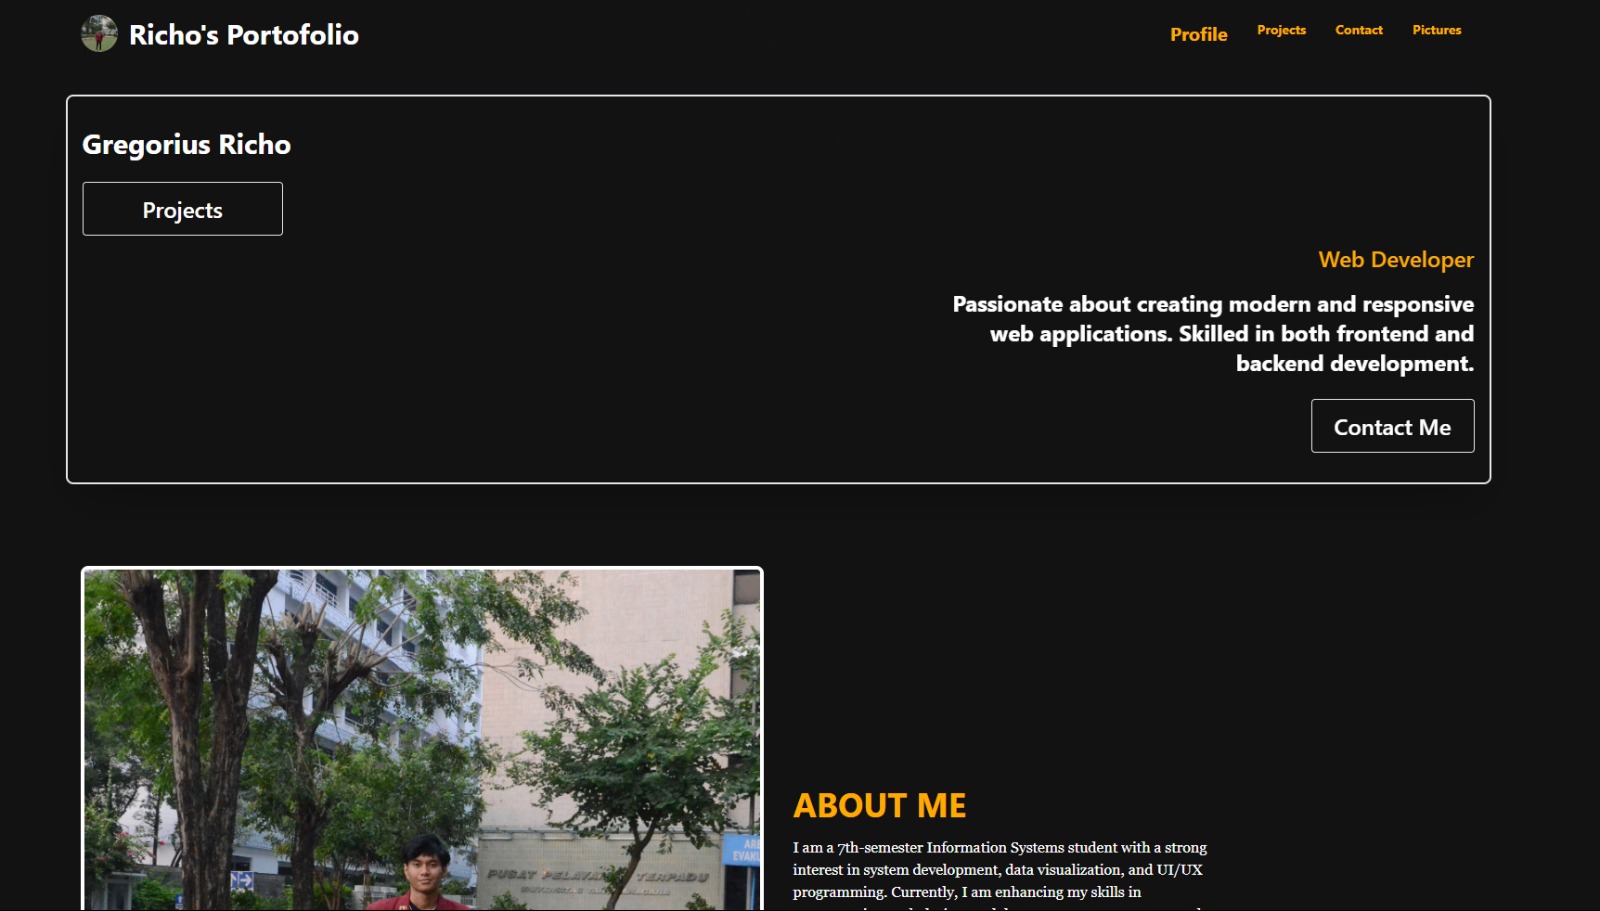 Richo's Portofolio
Profile
Projects
Contact
Pictures
Gregorius Richo
Projects
Web Developer
Passionate about creating modern and responsive
web applications. Skilled in both frontend and
backend development.
Contact Me
PUSAT PELAYANAN TERPADU
ABOUT ME
I am a 7th-semester Information Systems student with a strong
interest in system development, data visualization, and UI/UX
programming. Currently, I am enhancing my skills in